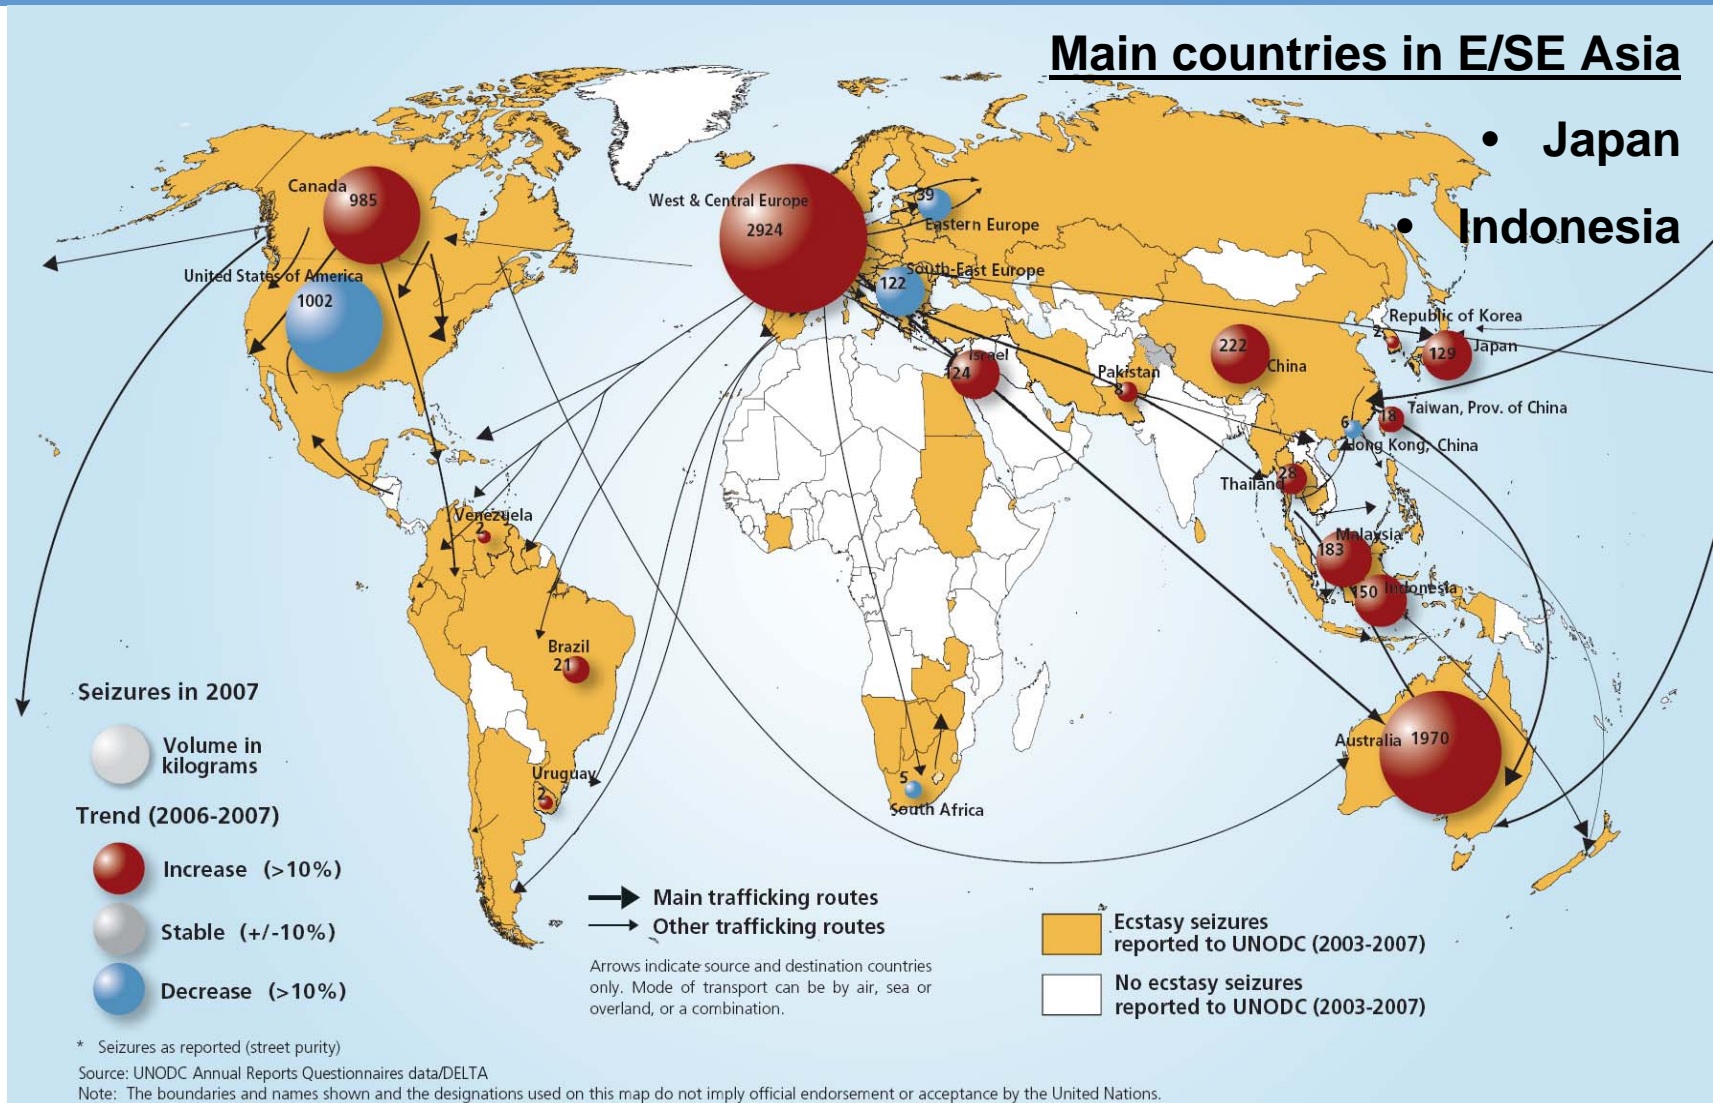 Main countries in E/SE Asia
• Japan
• Indonesia
Canada
985
West & Central Europe
2924
39
Eastern Europe
United States of America
1002
South-East Europe
122
Republic of Korea
2
Japan
129
222
China
Israel
124
Pakistan
8
Taiwan, Prov. of China
18
6
Hong Kong, China
28
Thailand
Venezuela
2
Malaysia
183
150
Indonesia
Brazil
21
Australia
1970
Uruguay
2
5
South Africa
Seizures in 2007
Volume in
kilograms
Trend (2006-2007)
Increase (>10%)
Stable (+/-10%)
Decrease (>10%)
Main trafficking routes
Other trafficking routes
Arrows indicate source and destination countries
only. Mode of transport can be by air, sea or
overland, or a combination.
Ecstasy seizures
reported to UNODC (2003-2007)
No ecstasy seizures
reported to UNODC (2003-2007)
* Seizures as reported (street purity)
Source: UNODC Annual Reports Questionnaires data/DELTA
Note: The boundaries and names shown and the designations used on this map do not imply official endorsement or acceptance by the United Nations.